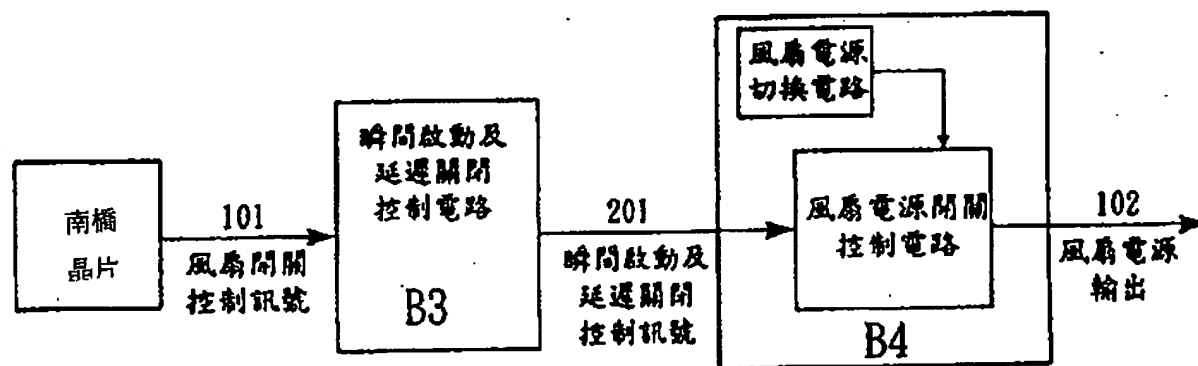 南橋
晶片
101
風扇開關
控制訊號
瞬間啟動及
延遲關閉
控制電路
B3
201
瞬間啟動及
延遲關閉
控制訊號
風扇電源
切換電路
風扇電源開關
控制電路
B4
102
風扇電源
輸出